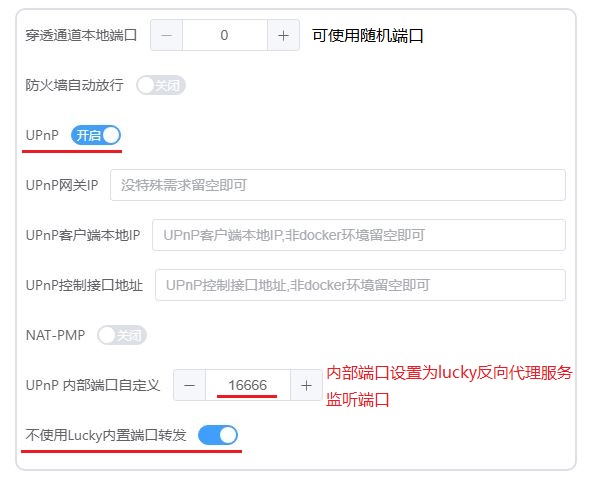 穿透通道本地端口 − 0 + 可使用随机端口
防火墙自动放行 关闭
UPnP 开启
UPnP网关IP 没特殊需求留空即可
UPnP客户端本地IP UPnP客户端本地IP,非docker环境留空即可
UPnP控制接口地址 UPnP控制接口地址,非docker环境留空即可
NAT-PMP 关闭
UPnP 内部端口自定义 − 16666 + 内部端口设置为lucky反向代理服务
监听端口
不使用Lucky内置端口转发